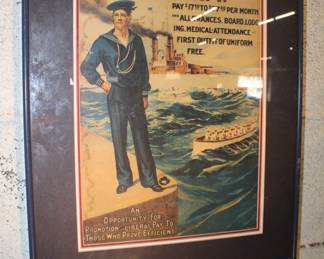 PER MONTH
ALLOWANCES. BOARD, LODG
ING, MEDICAL ATTENDANCE
FIRST OUTFIT OF UNIFORM
FREE.
AN
OPPORTUNITY FOR
PROMOTION LIBERAL PAY TO
THOSE WHO PROVE EFFICIENT